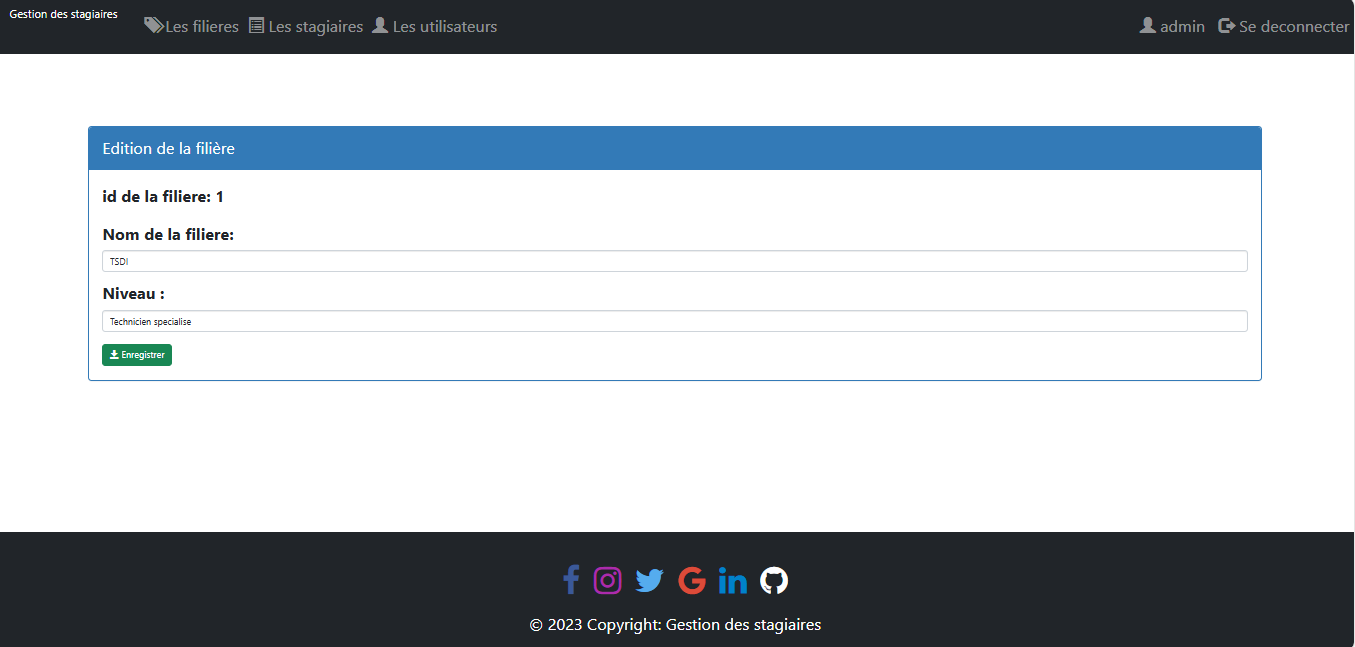 Gestion des stagiaires
Les filieres Les stagiaires Les utilisateurs
admin Se deconnecter
Edition de la filière
id de la filiere: 1
Nom de la filiere:
TSDI
Niveau :
Technicien specialise
Enregistrer
© 2023 Copyright: Gestion des stagiaires